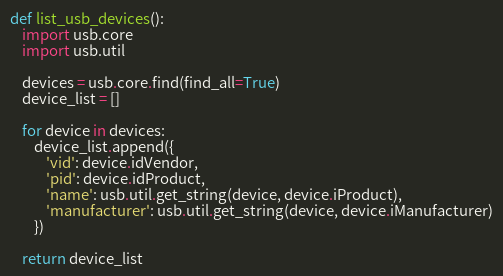 def list_usb_devices():
    import usb.core
    import usb.util

    devices = usb.core.find(find_all=True)
    device_list = []

    for device in devices:
        device_list.append({
            'vid': device.idVendor,
            'pid': device.idProduct,
            'name': usb.util.get_string(device, device.iProduct),
            'manufacturer': usb.util.get_string(device, device.iManufacturer)
        })

    return device_list